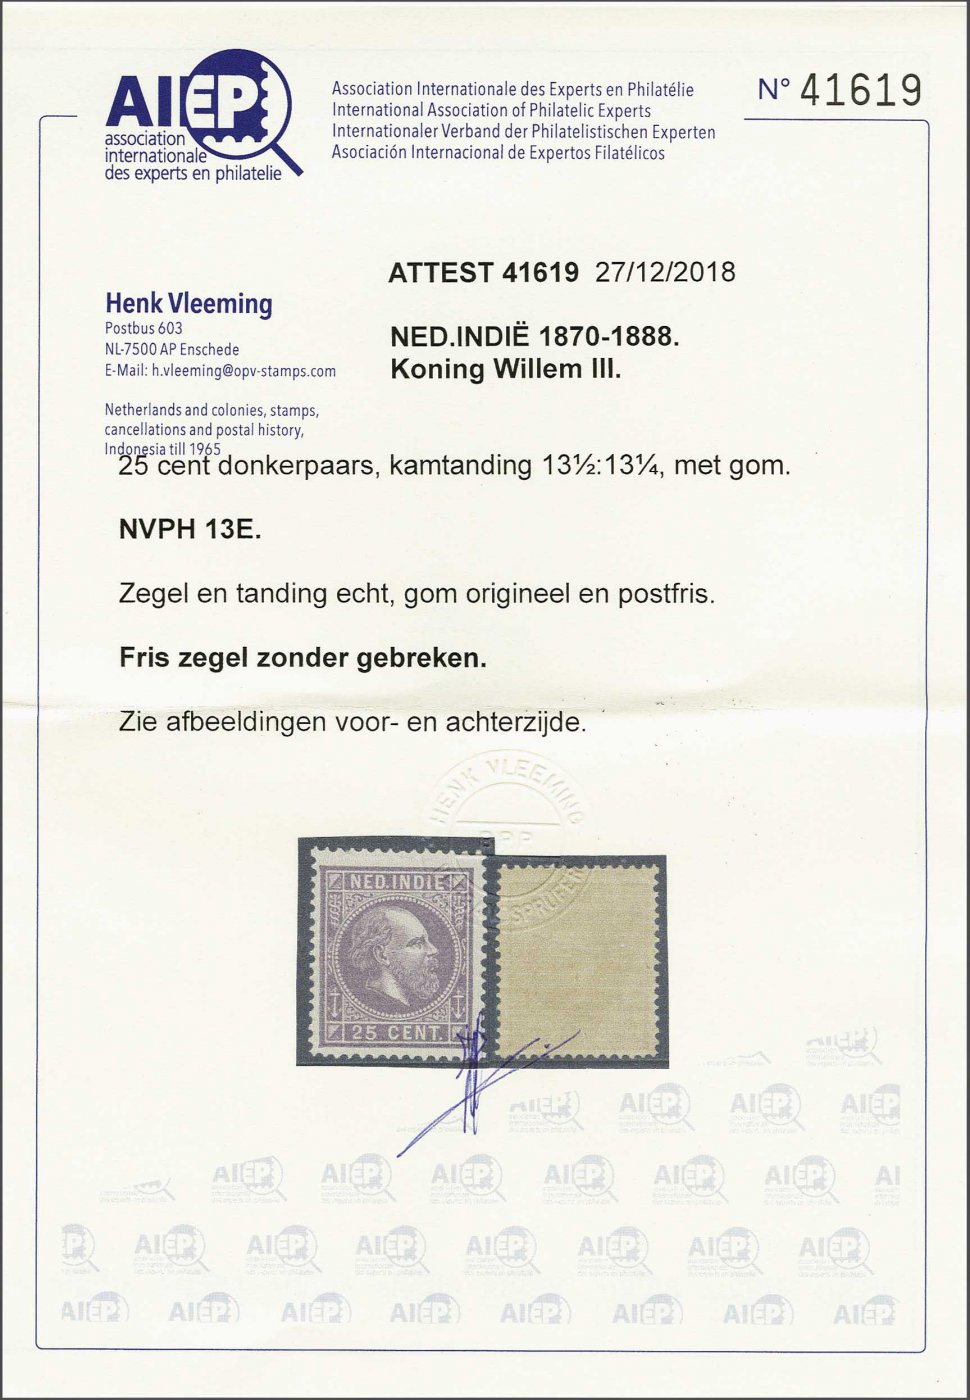 AIEP
association
internationale
des experts en philatelie
Association Internationale des Experts en Philatélie
International Association of Philatelic Experts
Internationaler Verband der Philatelistischen Experten
Asociación Internacional de Expertos Filatélicos
N° 41619
ATTEST 41619 27/12/2018
Henk Vleeming
Postbus 603
NL-7500 AP Enschede
E-Mail: h.vleeming@opv-stamps.com
Netherlands and colonies, stamps,
cancellations and postal history,
Indonesia till 1965
NED.INDIË 1870-1888.
Koning Willem III.
25 cent donkerpaars, kamtanding 13½:13¼, met gom.
NVPH 13E.
Zegel en tanding echt, gom origineel en postfris.
Fris zegel zonder gebreken.
Zie afbeeldingen voor- en achterzijde.
HENK VLEEMING
NED. INDIE
25 CENT.